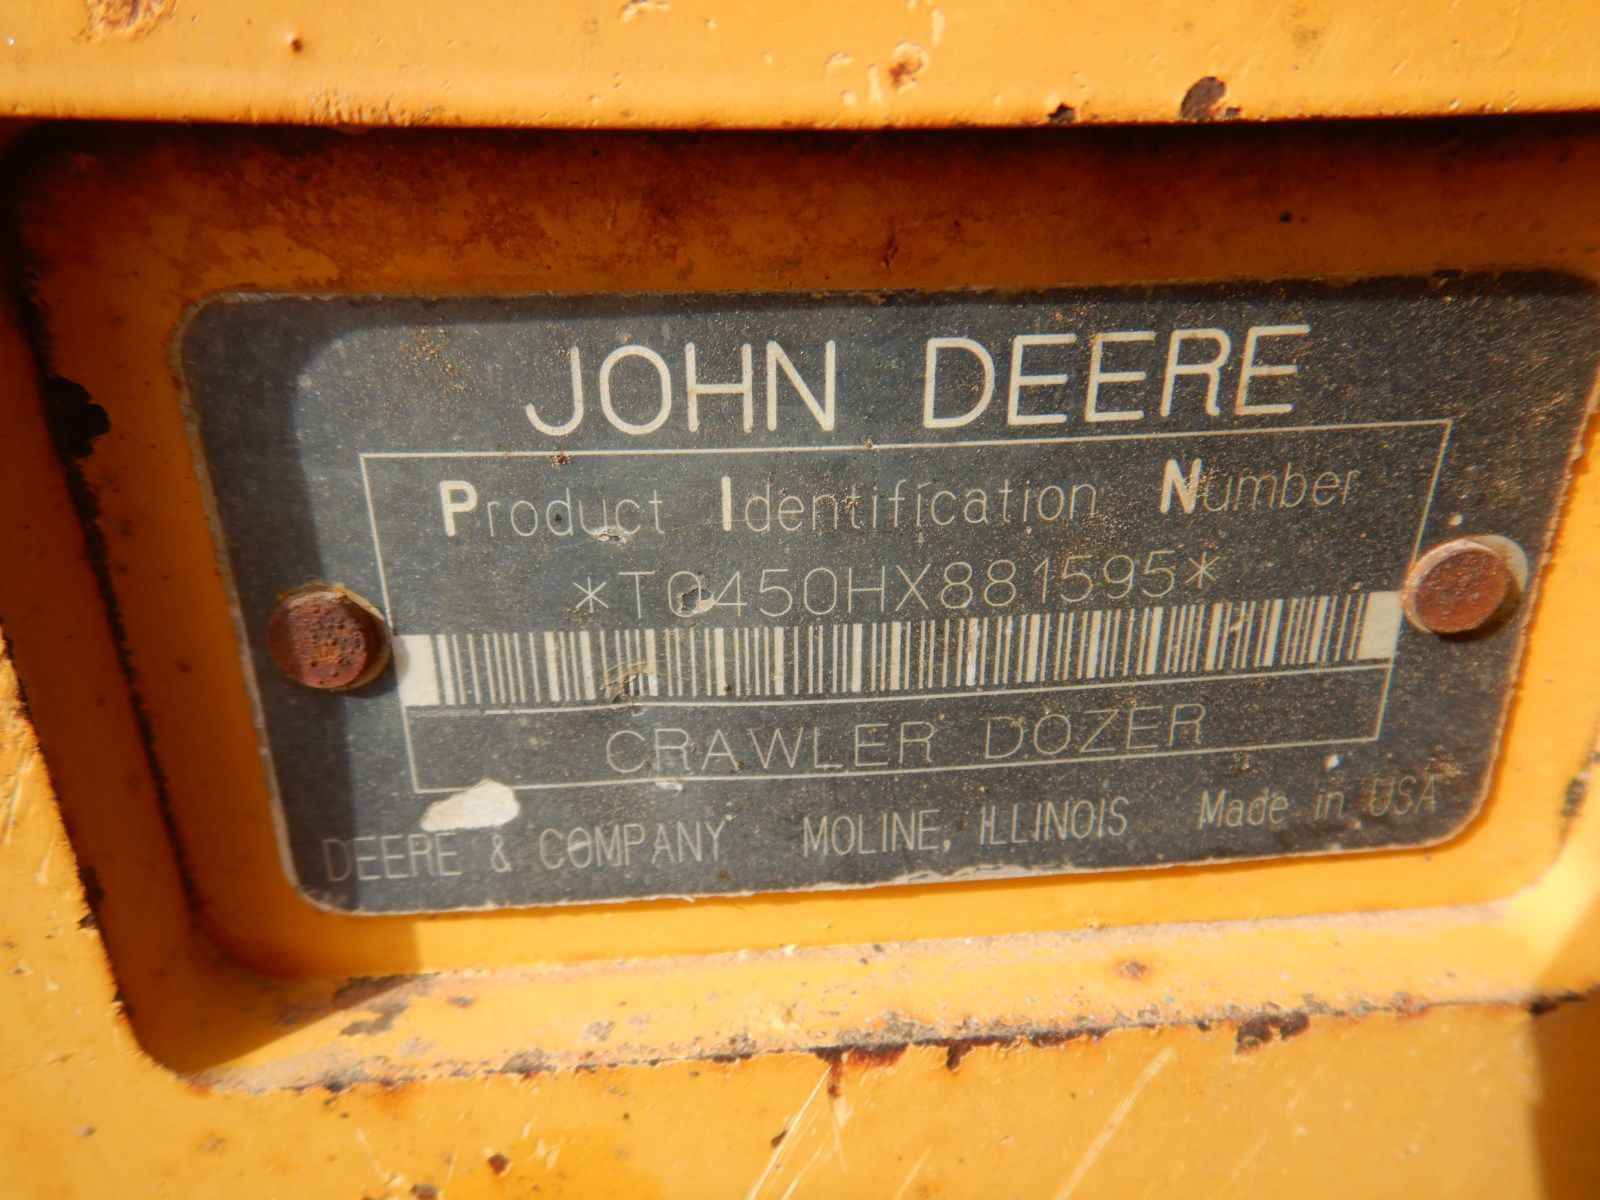 JOHN DEERE
Product Identification Number
*T0450HX881595*
CRAWLER DOZER
DEERE & COMPANY MOLINE, ILLINOIS Made in USA